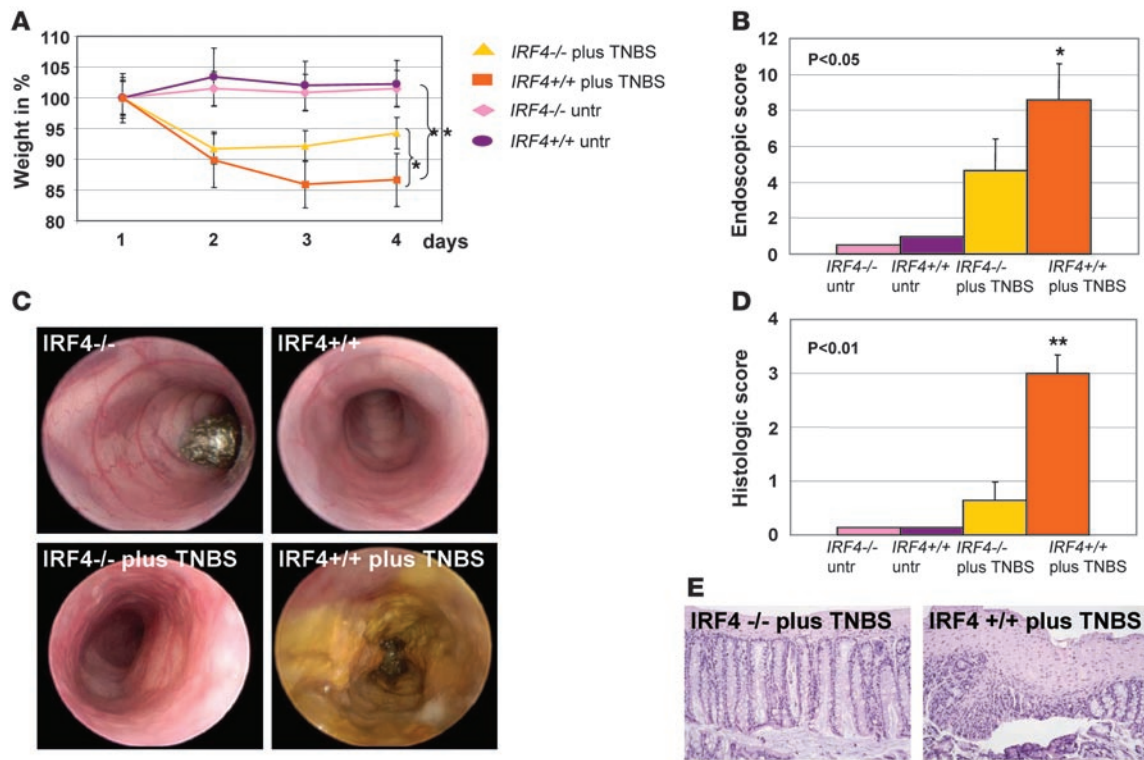 A
Weight in %
110
105
100
95
90
85
80
1 2 3 4 days
**
*
IRF4-/- plus TNBS
IRF4+/+ plus TNBS
IRF4-/- untr
IRF4+/+ untr
B
Endoscopic score
12
10
8
6
4
2
0
P<0.05
*
IRF4-/- untr
IRF4+/+ untr
IRF4-/- plus TNBS
IRF4+/+ plus TNBS
C
IRF4-/-
IRF4+/+
IRF4-/- plus TNBS
IRF4+/+ plus TNBS
D
Histologic score
4
3
2
1
0
P<0.01
**
IRF4-/- untr
IRF4+/+ untr
IRF4-/- plus TNBS
IRF4+/+ plus TNBS
E
IRF4 -/- plus TNBS
IRF4 +/+ plus TNBS